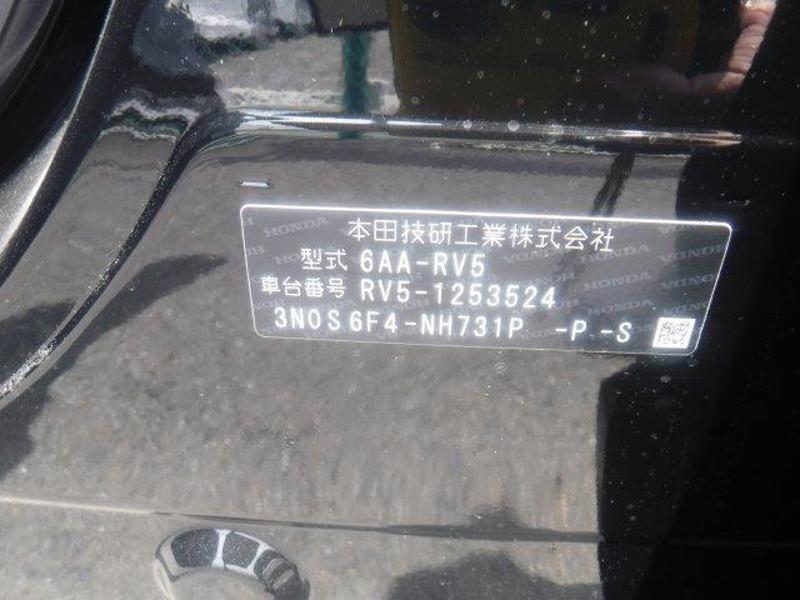 本田技研工業株式会社
型式 6AA-RV5
車台番号 RV5-1253524
3N0S6F4-NH731P -P -S